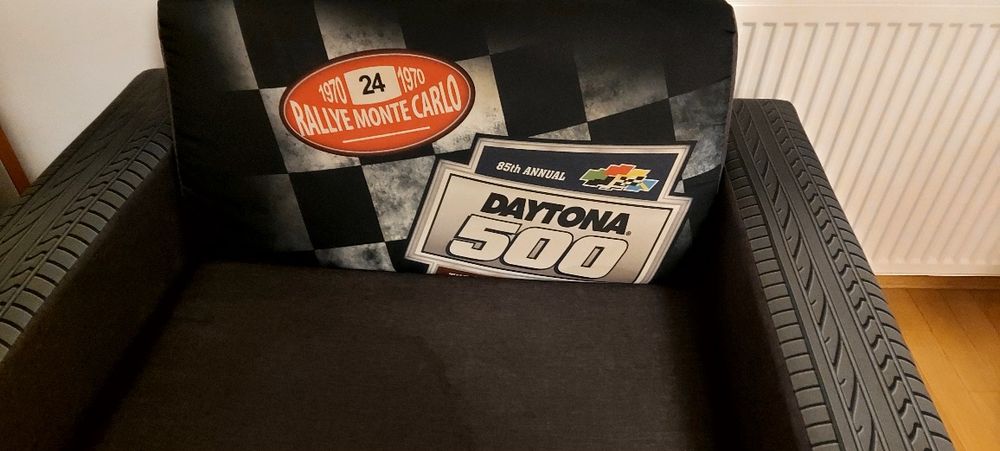 1970 24 1970
RALLYE MONTE CARLO
85th ANNUAL
DAYTONA
500